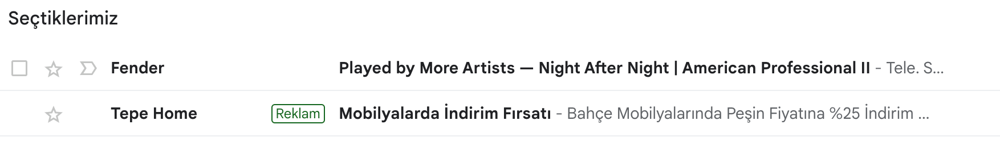 Seçtiklerimiz
Fender Played by More Artists — Night After Night | American Professional II - Tele. S...
Tepe Home Reklam Mobilyalarda İndirim Fırsatı - Bahçe Mobilyalarında Peşin Fiyatına %25 İndirim ...